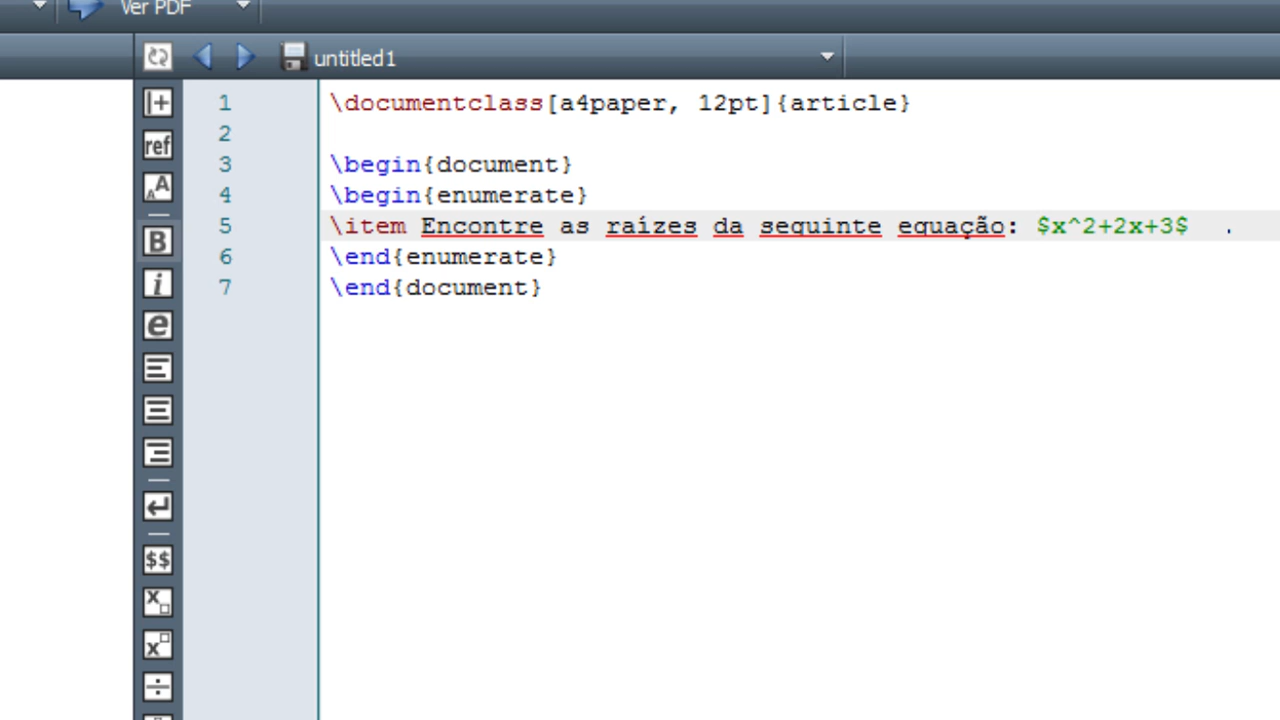 Ver PDF
untitled1
1 \documentclass[a4paper, 12pt]{article}
2
3 \begin{document}
4 \begin{enumerate}
5 \item Encontre as raízes da seguinte equação: $x^2+2x+3$ .
6 \end{enumerate}
7 \end{document}
ref
AA
B
i
e
$$
x
x